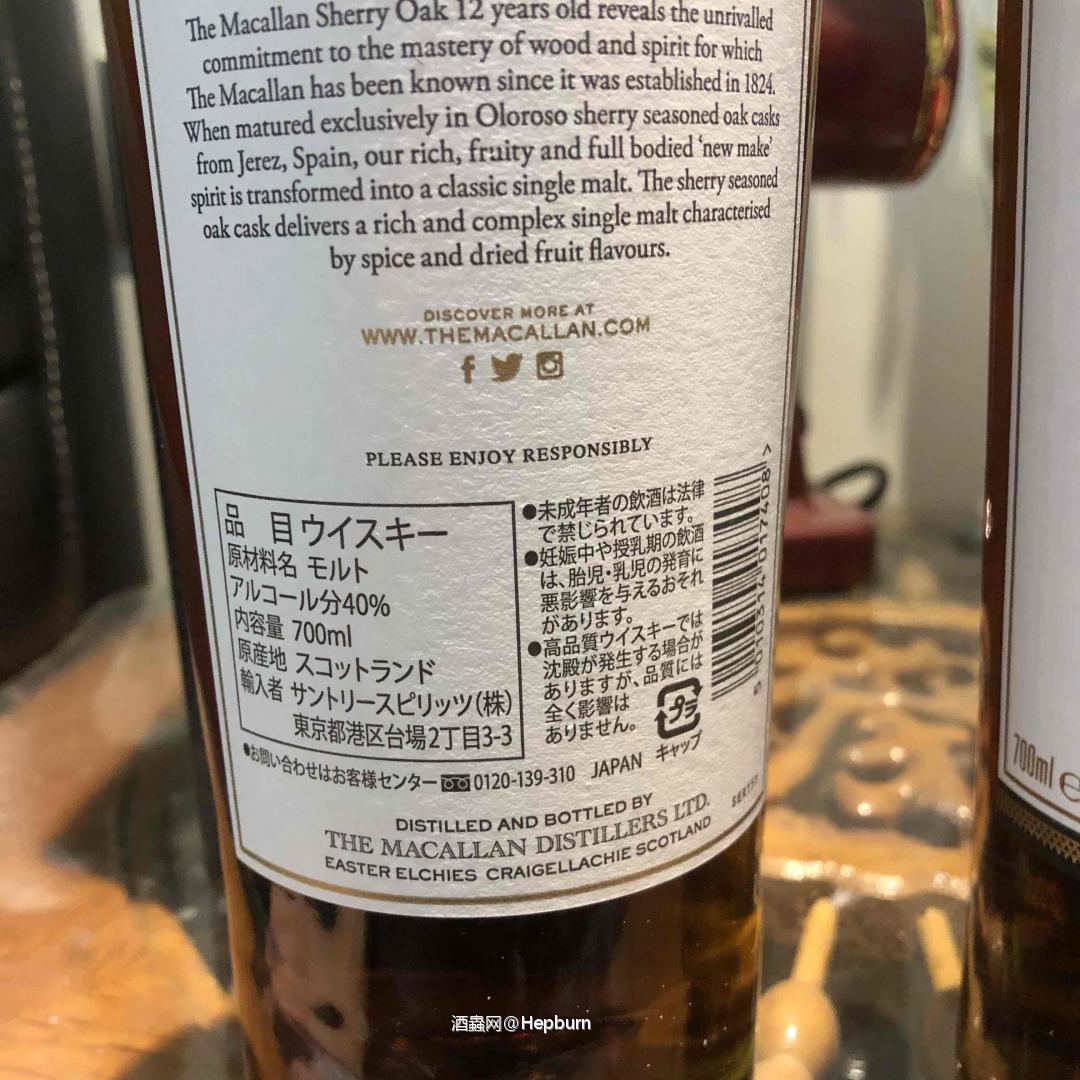 The Macallan Sherry Oak 12 years old reveals the unrivalled
commitment to the mastery of wood and spirit for which
The Macallan has been known since it was established in 1824.
When matured exclusively in Oloroso sherry seasoned oak casks
from Jerez, Spain, our rich, fruity and full bodied ‘new make’
spirit is transformed into a classic single malt. The sherry seasoned
oak cask delivers a rich and complex single malt characterised
by spice and dried fruit flavours.
DISCOVER MORE AT
WWW.THEMACALLAN.COM
PLEASE ENJOY RESPONSIBLY
品 目 ウイスキー
原材料名 モルト
アルコール分40%
内容量 700ml
原産地 スコットランド
輸入者 サントリースピリッツ(株)
東京都港区台場2丁目3-3
●未成年者の飲酒は法律
で禁じられています。
●妊娠中や授乳期の飲酒
は、胎児・乳児の発育に
悪影響を与えるおそれ
があります。
●高品質ウイスキーでは
沈殿が発生する場合が
ありますが、品質には
全く影響は
ありません。
プラ
キャップ
5 010314 017408 >
●お問い合わせはお客様センター 0120-139-310 JAPAN
DISTILLED AND BOTTLED BY
THE MACALLAN DISTILLERS LTD.
EASTER ELCHIES CRAIGELLACHIE SCOTLAND
700ml e
酒蟲网@Hepburn